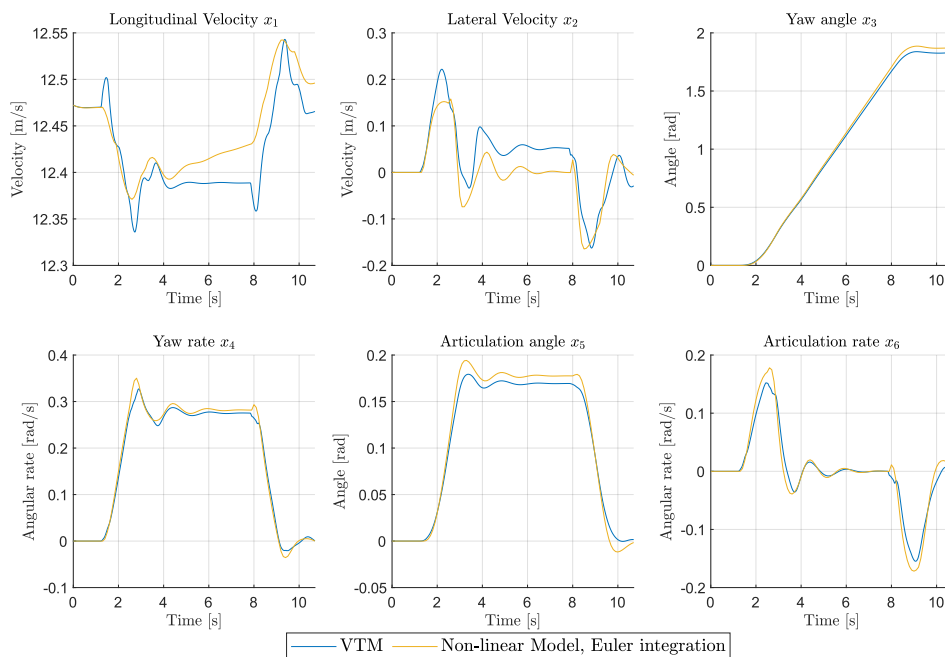 Longitudinal Velocity x₁
Lateral Velocity x₂
Yaw angle x₃
Velocity [m/s]
12.55
12.5
12.45
12.4
12.35
12.3
0 2 4 6 8 10
Time [s]
Velocity [m/s]
0.3
0.2
0.1
0
-0.1
-0.2
0 2 4 6 8 10
Time [s]
Angle [rad]
2
1.5
1
0.5
0
0 2 4 6 8 10
Time [s]
Yaw rate x₄
Articulation angle x₅
Articulation rate x₆
Angular rate [rad/s]
0.4
0.3
0.2
0.1
0
-0.1
0 2 4 6 8 10
Time [s]
Angle [rad]
0.2
0.15
0.1
0.05
0
-0.05
0 2 4 6 8 10
Time [s]
Angular rate [rad/s]
0.2
0.1
0
-0.1
-0.2
0 2 4 6 8 10
Time [s]
VTM
Non-linear Model, Euler integration